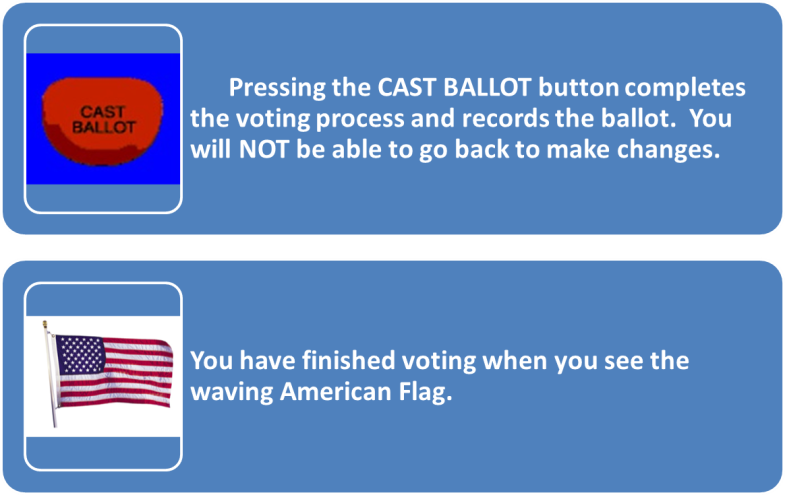 CAST
BALLOT
Pressing the CAST BALLOT button completes
the voting process and records the ballot.  You
will NOT be able to go back to make changes.
You have finished voting when you see the
waving American Flag.